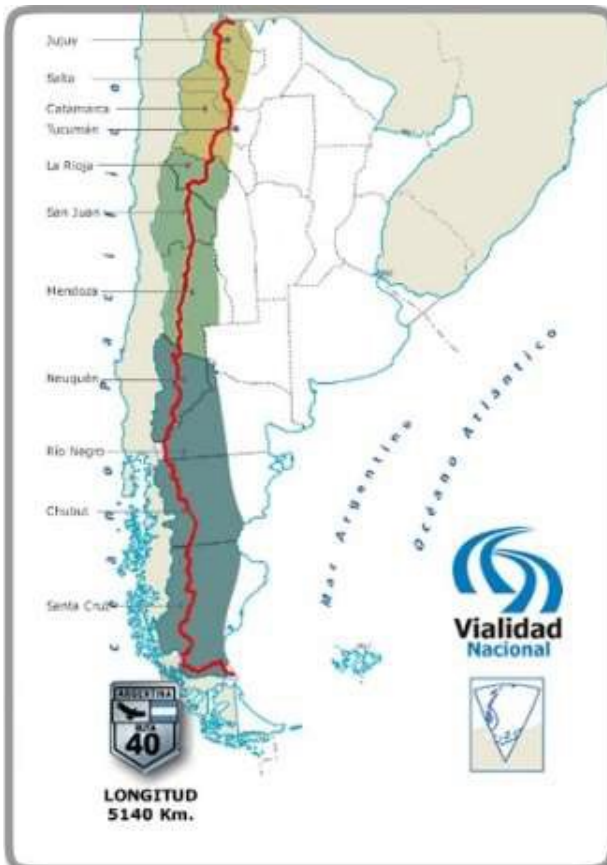 Jujuy
Salta
Catamarca
Tucumán
La Rioja
San Juan
Mendoza
Neuquén
Río Negro
Chubut
Santa Cruz
Mar Argentino
Océano Atlántico
Vialidad
Nacional
ARGENTINA
RUTA
40
LONGITUD
5140 Km.